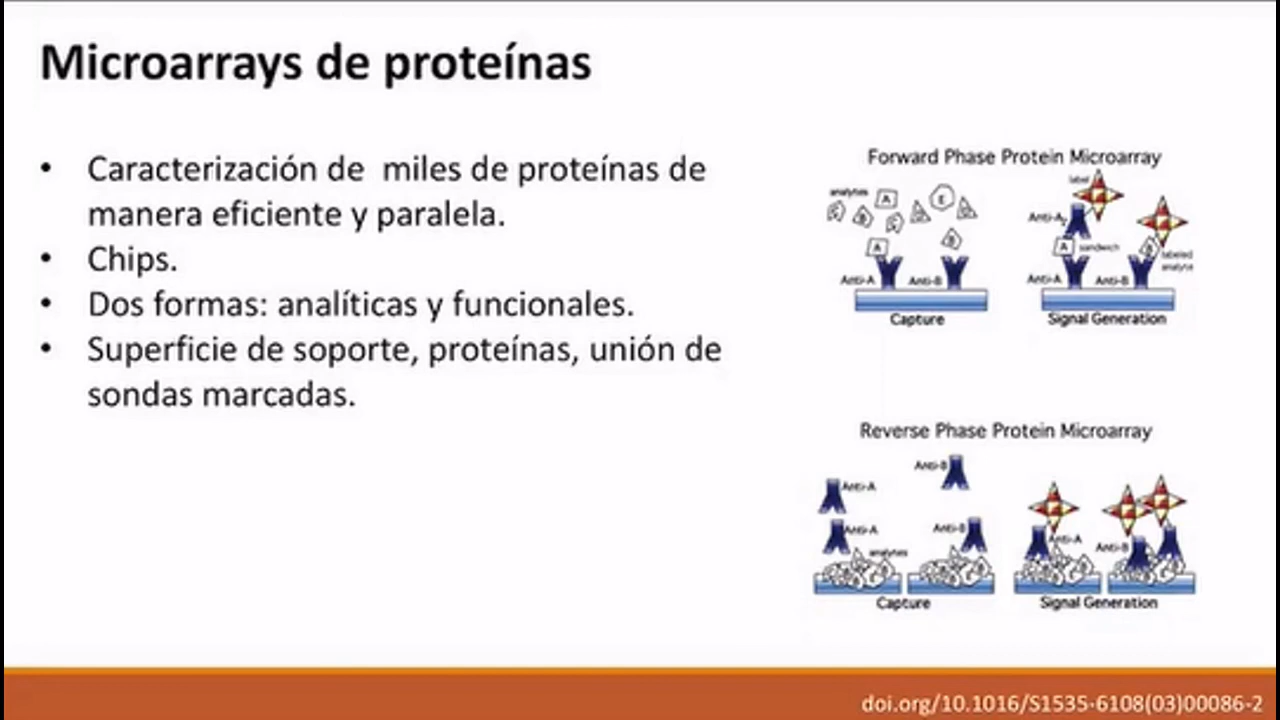 Microarrays de proteínas
• Caracterización de miles de proteínas de
manera eficiente y paralela.
• Chips.
• Dos formas: analíticas y funcionales.
• Superficie de soporte, proteínas, unión de
sondas marcadas.
Forward Phase Protein Microarray
analytes
A
E
A
B
Anti-A
Anti-B
Capture
label
Anti-A
A
sandwich
B
labeled
analyte
Anti-A
Anti-B
Signal Generation
Reverse Phase Protein Microarray
Anti-A
Anti-B
Anti-A
Anti-B
analytes
Capture
Anti-A
Anti-B
Signal Generation
doi.org/10.1016/S1535-6108(03)00086-2